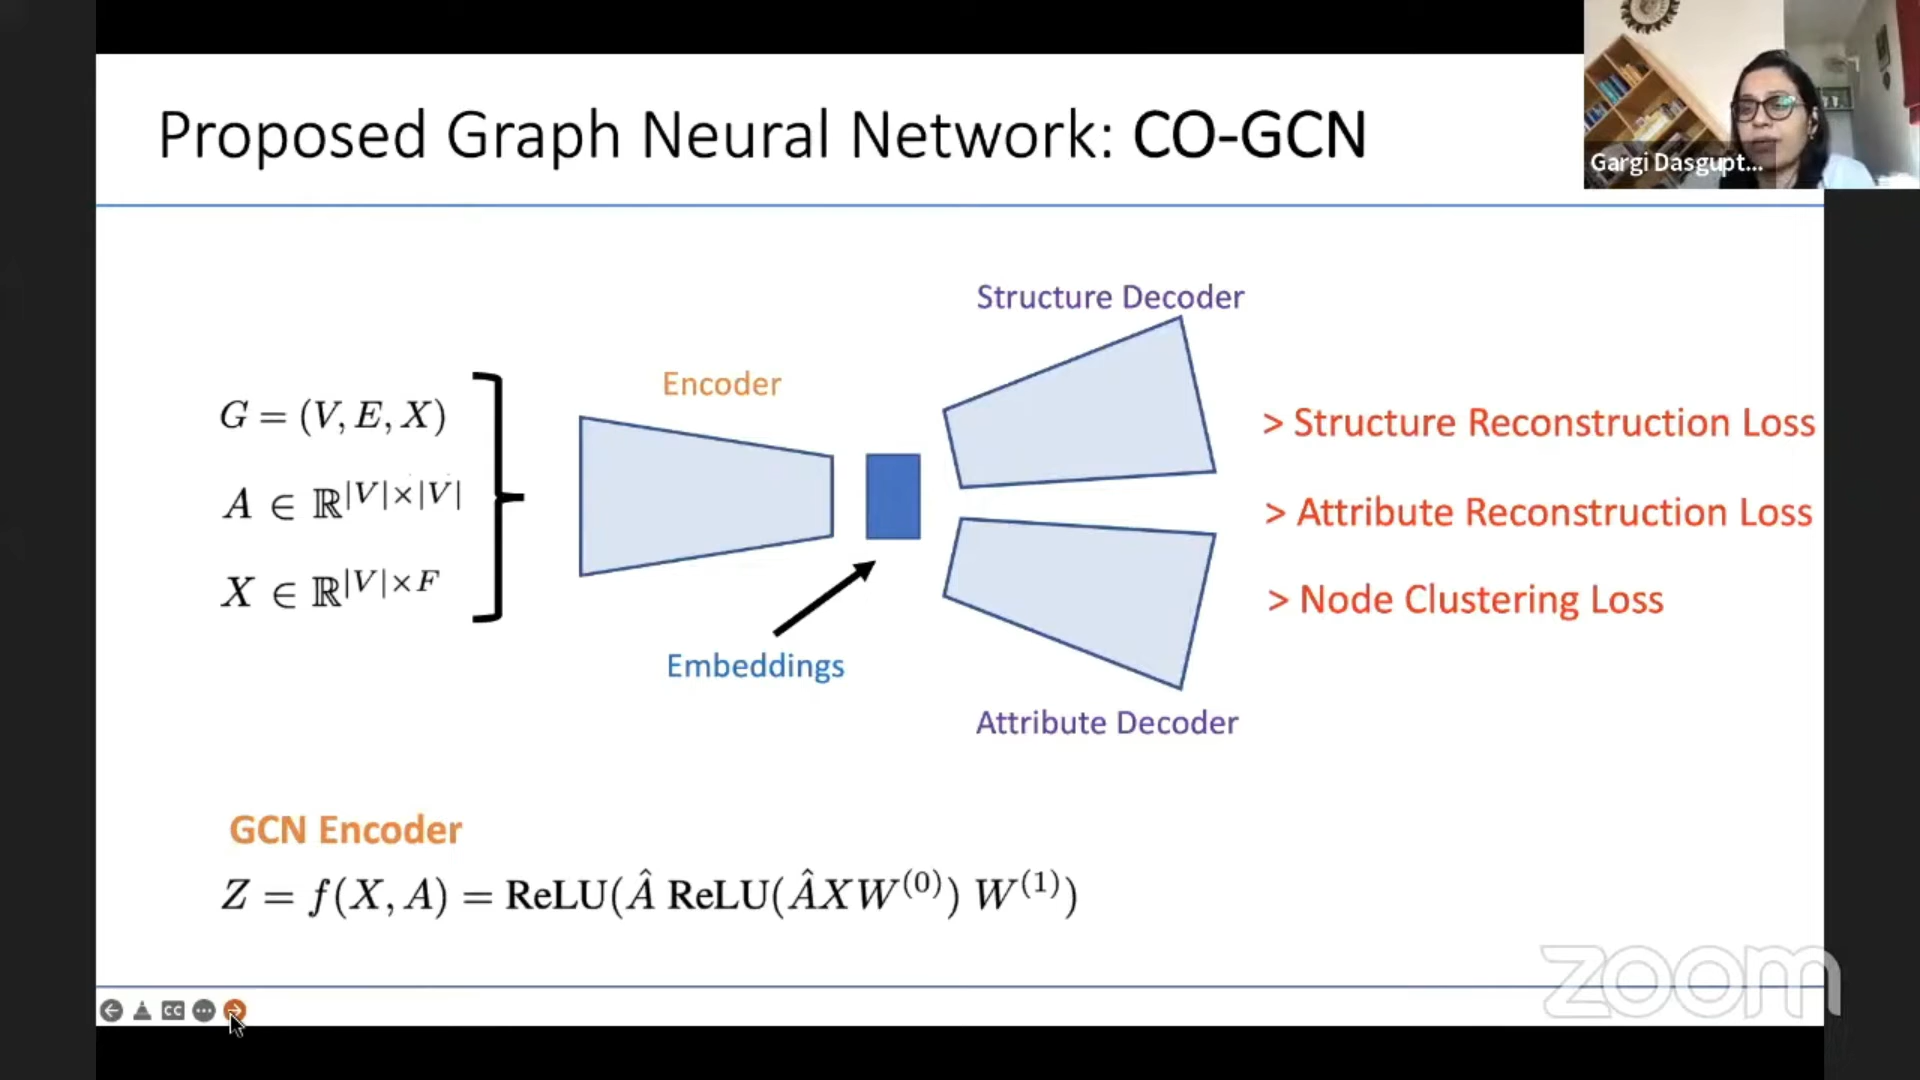 Proposed Graph Neural Network: CO-GCN
Gargi Dasgupt...
Structure Decoder
Encoder
G = (V, E, X)
A ∈ ℝ^{|V|×|V|}
X ∈ ℝ^{|V|×F}
> Structure Reconstruction Loss
> Attribute Reconstruction Loss
> Node Clustering Loss
Embeddings
Attribute Decoder
GCN Encoder
Z = f(X, A) = ReLU(Â ReLU(ÂXW^{(0)}) W^{(1)})
zoom
CC